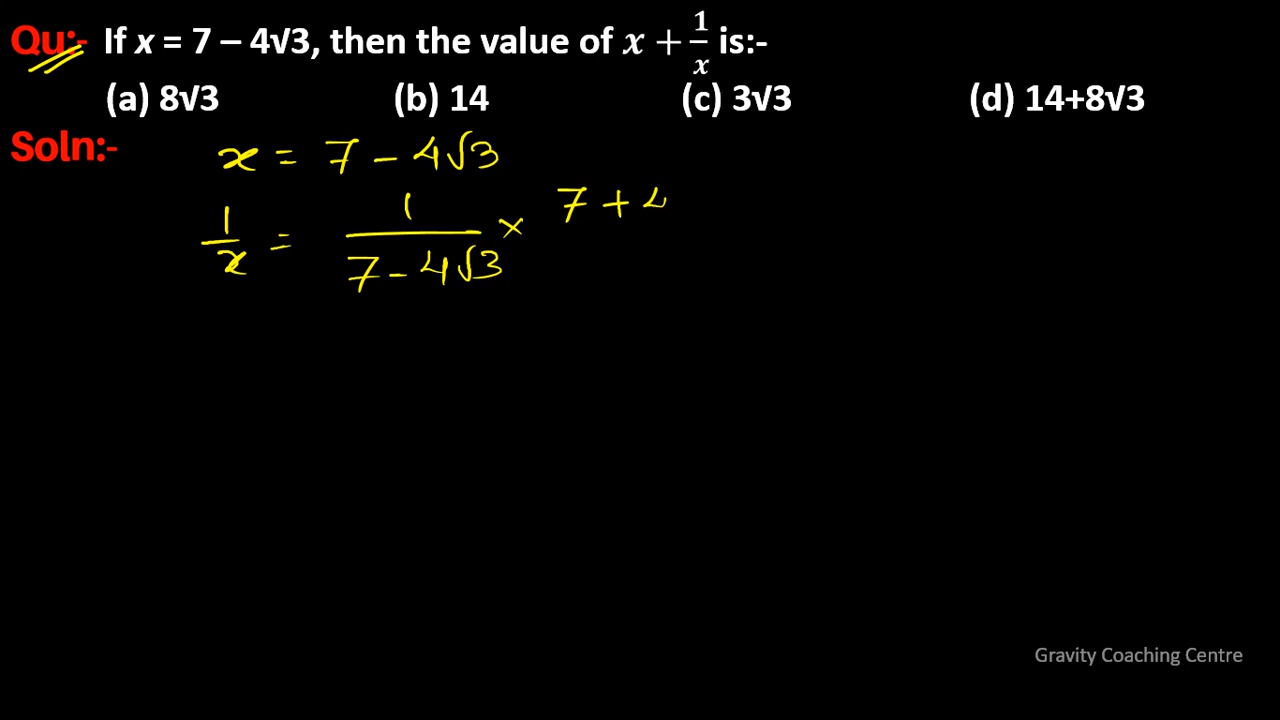 Qu:- If x = 7 – 4√3, then the value of x + 1/x is:-
(a) 8√3 (b) 14 (c) 3√3 (d) 14+8√3
Soln:- x = 7 - 4√3
1/x = 1/(7 - 4√3) × 7 + 4
Gravity Coaching Centre